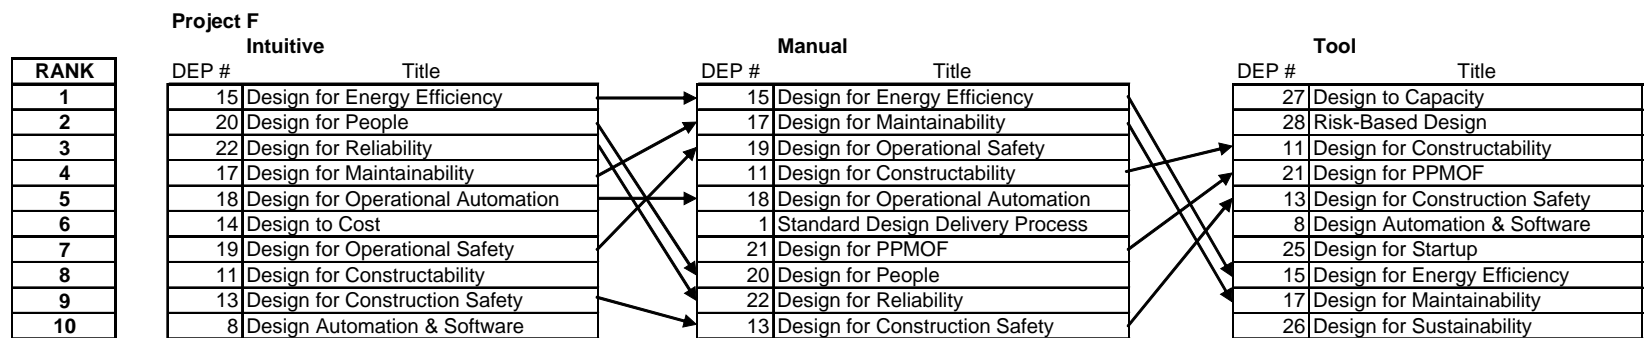 Project F
Intuitive Manual Tool
RANK DEP # Title DEP # Title DEP # Title
1 15 Design for Energy Efficiency 15 Design for Energy Efficiency 27 Design to Capacity
2 20 Design for People 17 Design for Maintainability 28 Risk-Based Design
3 22 Design for Reliability 19 Design for Operational Safety 11 Design for Constructability
4 17 Design for Maintainability 11 Design for Constructability 21 Design for PPMOF
5 18 Design for Operational Automation 18 Design for Operational Automation 13 Design for Construction Safety
6 14 Design to Cost 1 Standard Design Delivery Process 8 Design Automation & Software
7 19 Design for Operational Safety 21 Design for PPMOF 25 Design for Startup
8 11 Design for Constructability 20 Design for People 15 Design for Energy Efficiency
9 13 Design for Construction Safety 22 Design for Reliability 17 Design for Maintainability
10 8 Design Automation & Software 13 Design for Construction Safety 26 Design for Sustainability